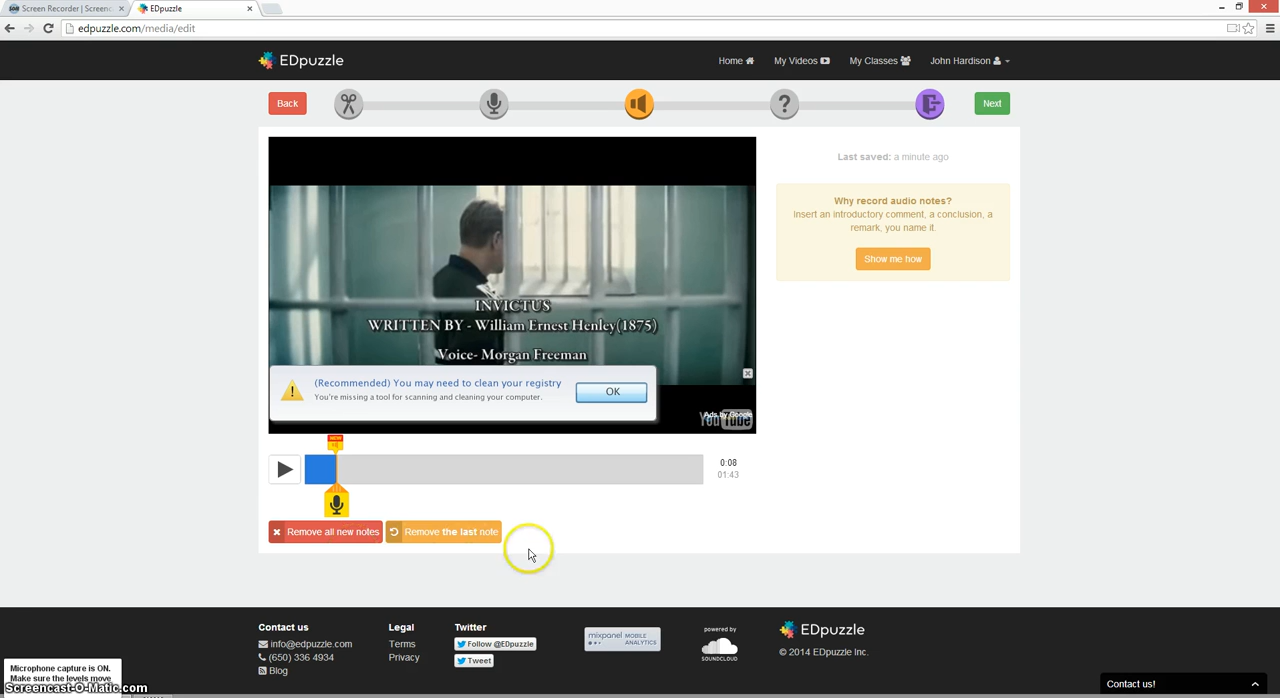 Screen Recorder | Screenc
EDpuzzle
edpuzzle.com/media/edit
EDpuzzle
Home
My Videos
My Classes
John Hardison
Back
?
Next
Last saved: a minute ago
Why record audio notes?
Insert an introductory comment, a conclusion, a
remark, you name it.
Show me how
INVICTUS
WRITTEN BY - William Ernest Henley(1875)
Voice- Morgan Freeman
(Recommended) You may need to clean your registry
You're missing a tool for scanning and cleaning your computer.
OK
Ads by Google
YouTube
NEW
0:08
01:43
Remove all new notes
Remove the last note
Contact us
info@edpuzzle.com
(650) 336 4934
Blog
Legal
Terms
Privacy
Twitter
Follow @EDpuzzle
Tweet
mixpanel MOBILE
ANALYTICS
powered by
SOUNDCLOUD
EDpuzzle
© 2014 EDpuzzle Inc.
Microphone capture is ON.
Make sure the levels move
Screencast-O-Matic.com
Contact us!